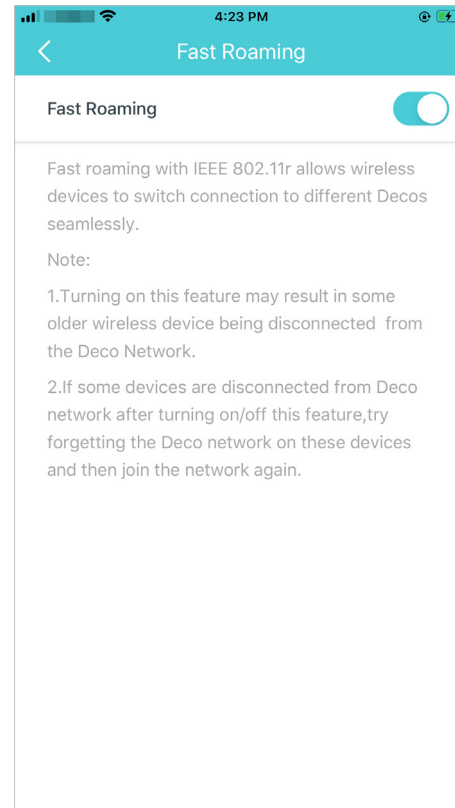 4:23 PM
Fast Roaming
Fast Roaming
Fast roaming with IEEE 802.11r allows wireless
devices to switch connection to different Decos
seamlessly.
Note:
1.Turning on this feature may result in some
older wireless device being disconnected  from
the Deco Network.
2.If some devices are disconnected from Deco
network after turning on/off this feature,try
forgetting the Deco network on these devices
and then join the network again.